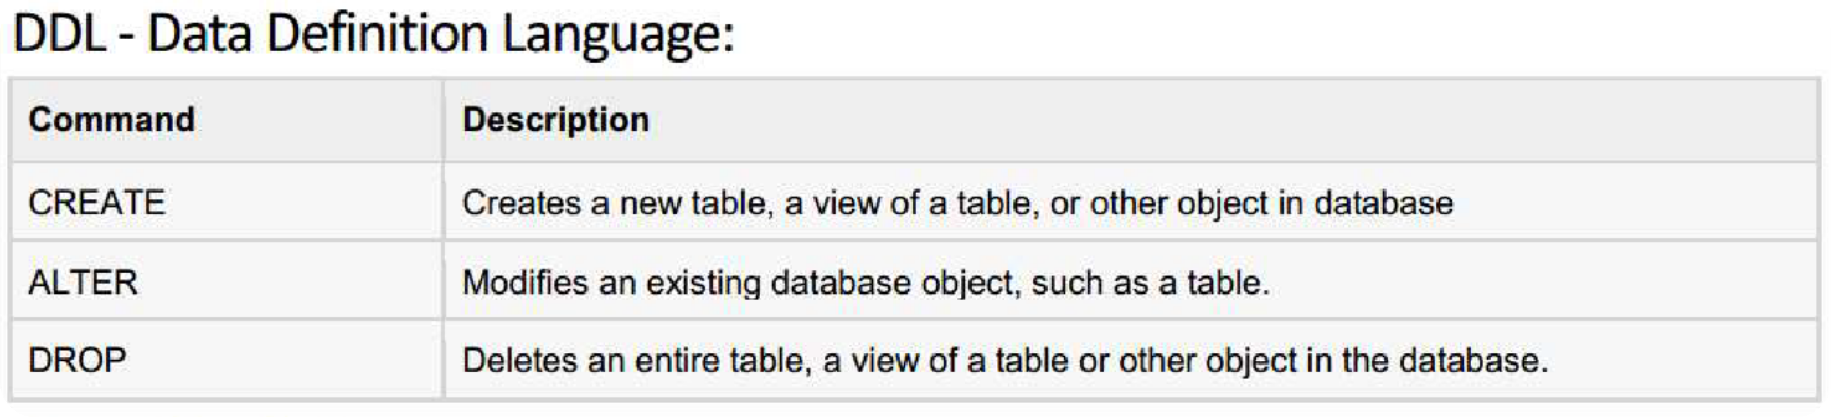 DDL - Data Definition Language:
Command Description
CREATE Creates a new table, a view of a table, or other object in database
ALTER Modifies an existing database object, such as a table.
DROP Deletes an entire table, a view of a table or other object in the database.